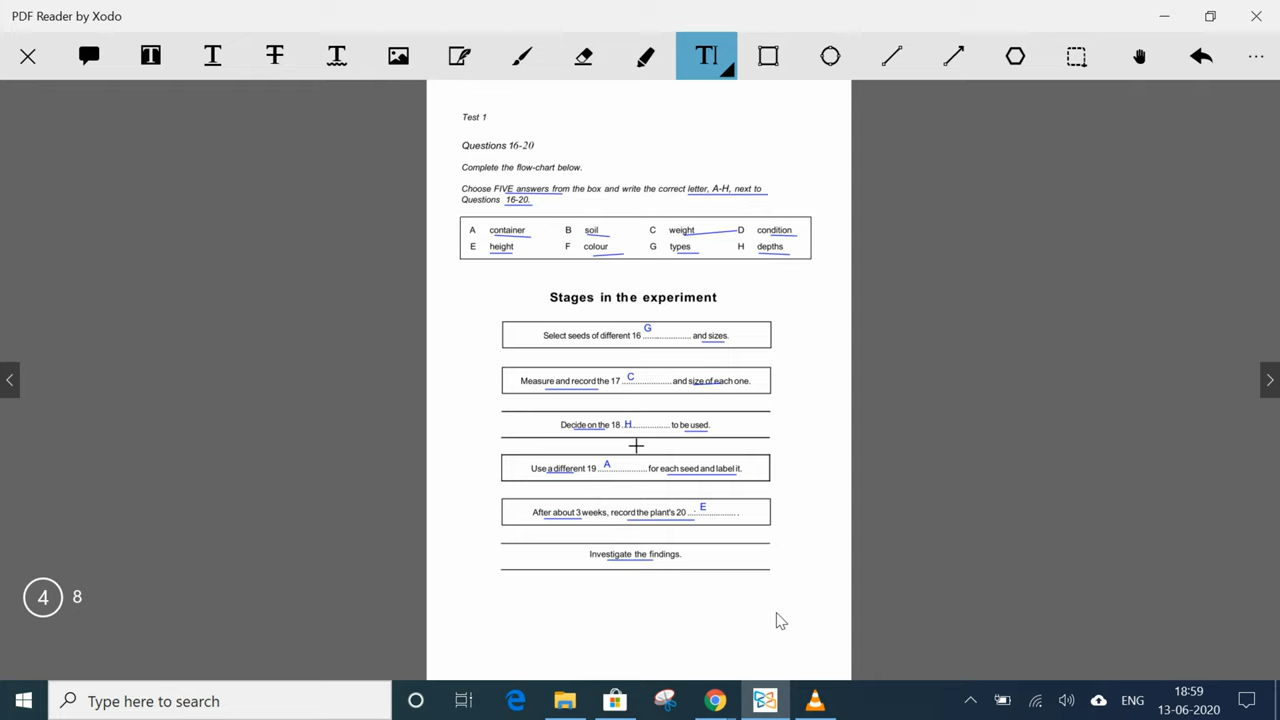 PDF Reader by Xodo
Test 1
Questions 16-20
Complete the flow-chart below.
Choose FIVE answers from the box and write the correct letter, A-H, next to
Questions 16-20.
A container B soil C weight D condition
E height F colour G types H depths
Stages in the experiment
Select seeds of different 16 G .................. and sizes.
Measure and record the 17 C .................. and size of each one.
Decide on the 18 H .................. to be used.
Use a different 19 A .................. for each seed and label it.
After about 3 weeks, record the plant's 20 E .................. .
Investigate the findings.
4 8
Type here to search
ENG
18:59
13-06-2020